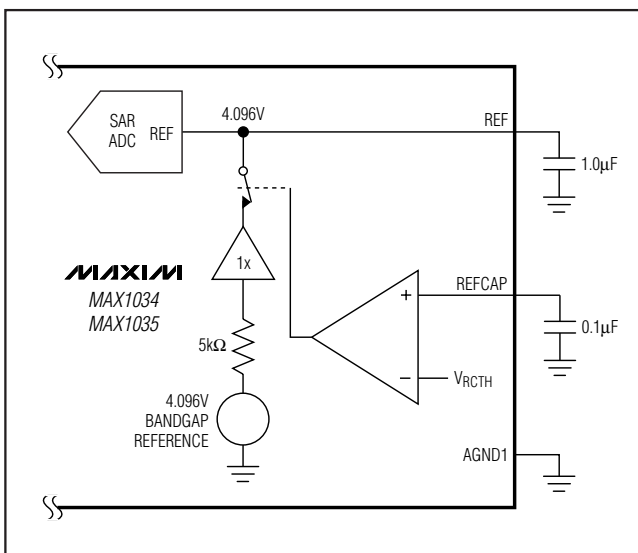 SAR
ADC
REF
4.096V
REF
1.0µF
1x
MAXIM
MAX1034
MAX1035
REFCAP
0.1µF
5kΩ
+
−
VRCTH
4.096V
BANDGAP
REFERENCE
AGND1